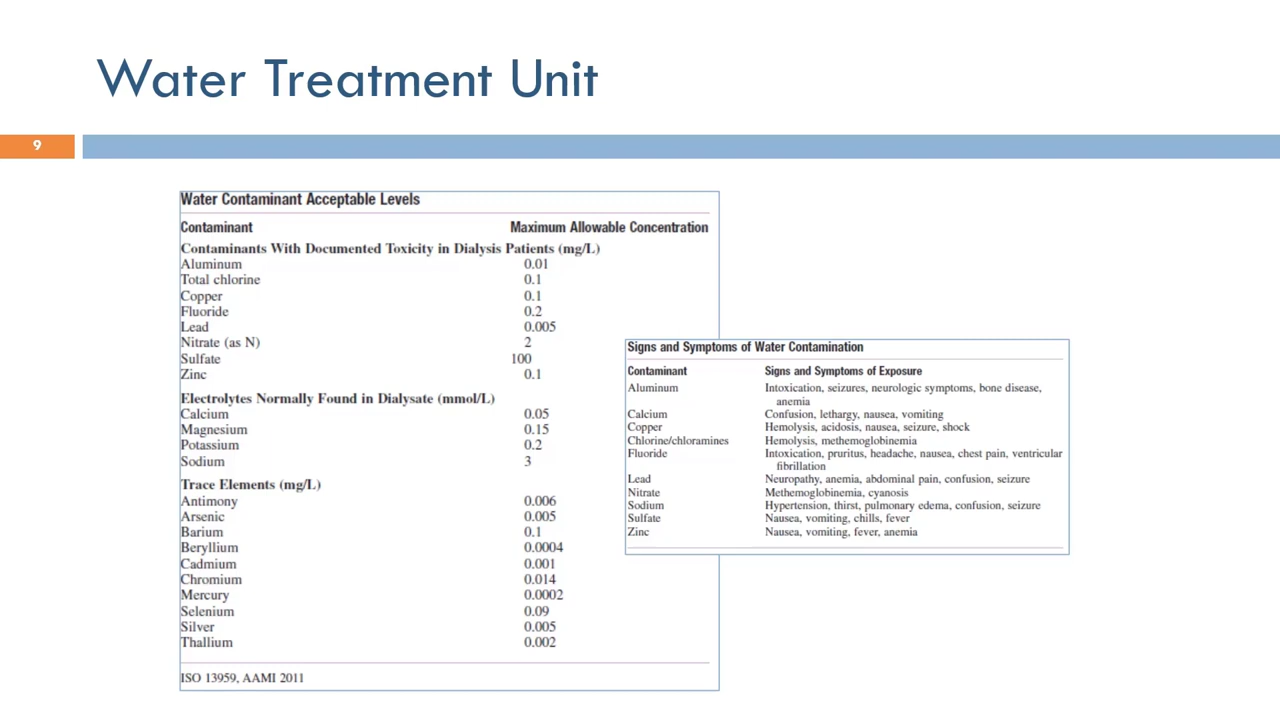 Water Treatment Unit
9
Water Contaminant Acceptable Levels
Contaminant Maximum Allowable Concentration
Contaminants With Documented Toxicity in Dialysis Patients (mg/L)
Aluminum 0.01
Total chlorine 0.1
Copper 0.1
Fluoride 0.2
Lead 0.005
Nitrate (as N) 2
Sulfate 100
Zinc 0.1
Electrolytes Normally Found in Dialysate (mmol/L)
Calcium 0.05
Magnesium 0.15
Potassium 0.2
Sodium 3
Trace Elements (mg/L)
Antimony 0.006
Arsenic 0.005
Barium 0.1
Beryllium 0.0004
Cadmium 0.001
Chromium 0.014
Mercury 0.0002
Selenium 0.09
Silver 0.005
Thallium 0.002
ISO 13959, AAMI 2011
Signs and Symptoms of Water Contamination
Contaminant Signs and Symptoms of Exposure
Aluminum Intoxication, seizures, neurologic symptoms, bone disease,
anemia
Calcium Confusion, lethargy, nausea, vomiting
Copper Hemolysis, acidosis, nausea, seizure, shock
Chlorine/chloramines Hemolysis, methemoglobinemia
Fluoride Intoxication, pruritus, headache, nausea, chest pain, ventricular
fibrillation
Lead Neuropathy, anemia, abdominal pain, confusion, seizure
Nitrate Methemoglobinemia, cyanosis
Sodium Hypertension, thirst, pulmonary edema, confusion, seizure
Sulfate Nausea, vomiting, chills, fever
Zinc Nausea, vomiting, fever, anemia